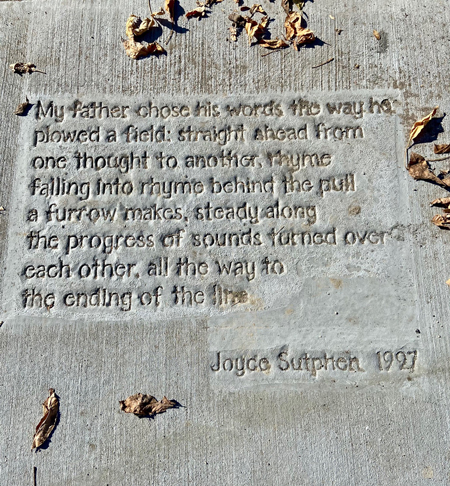 My father chose his words the way he
plowed a field: straight ahead from
one thought to another, rhyme
falling into rhyme behind the pull
a furrow makes, steady along
the progress of sounds turned over
each other, all the way to
the ending of the line.
Joyce Sutphen 1997